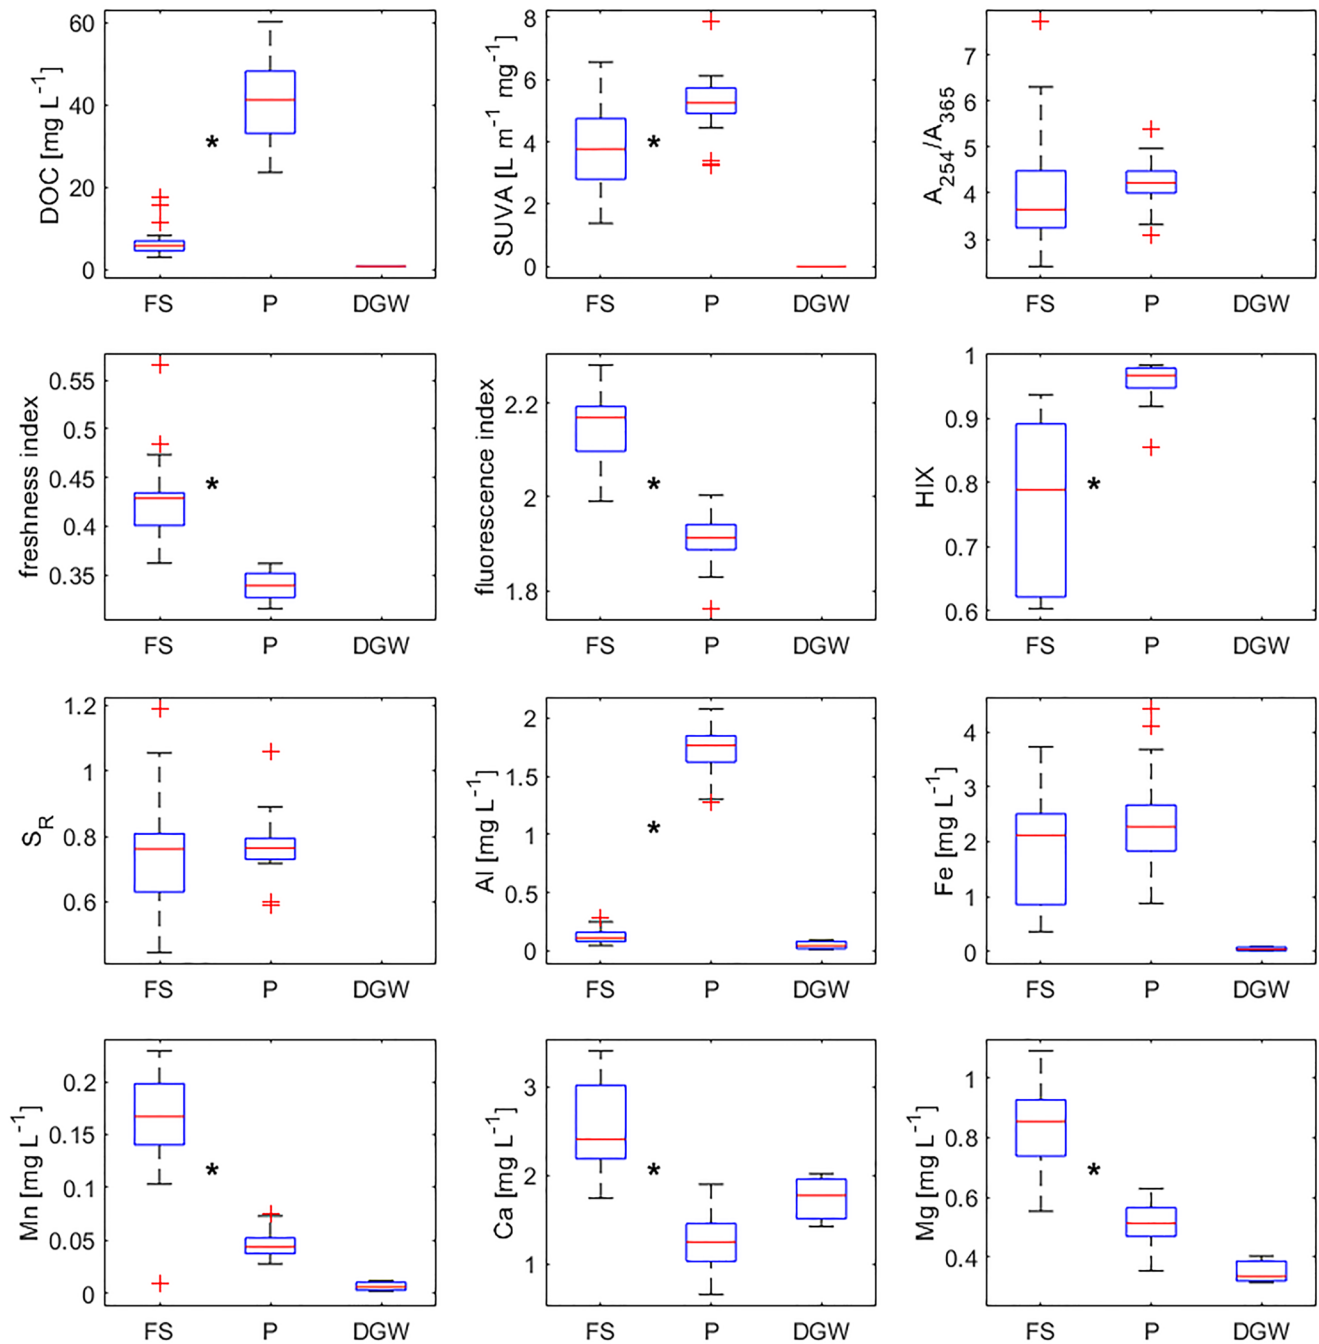 DOC [mg L-1]
60
40
20
0
FS P DGW
*
SUVA [L m-1 mg-1]
8
6
4
2
0
FS P DGW
*
A254/A365
7
6
5
4
3
FS P DGW
freshness index
0.55
0.5
0.45
0.4
0.35
FS P DGW
*
fluorescence index
2.2
2
1.8
FS P DGW
*
HIX
1
0.9
0.8
0.7
0.6
FS P DGW
*
SR
1.2
1
0.8
0.6
FS P DGW
Al [mg L-1]
2
1.5
1
0.5
0
FS P DGW
*
Fe [mg L-1]
4
3
2
1
0
FS P DGW
Mn [mg L-1]
0.2
0.15
0.1
0.05
0
FS P DGW
*
Ca [mg L-1]
3
2
1
FS P DGW
*
Mg [mg L-1]
1
0.8
0.6
0.4
FS P DGW
*